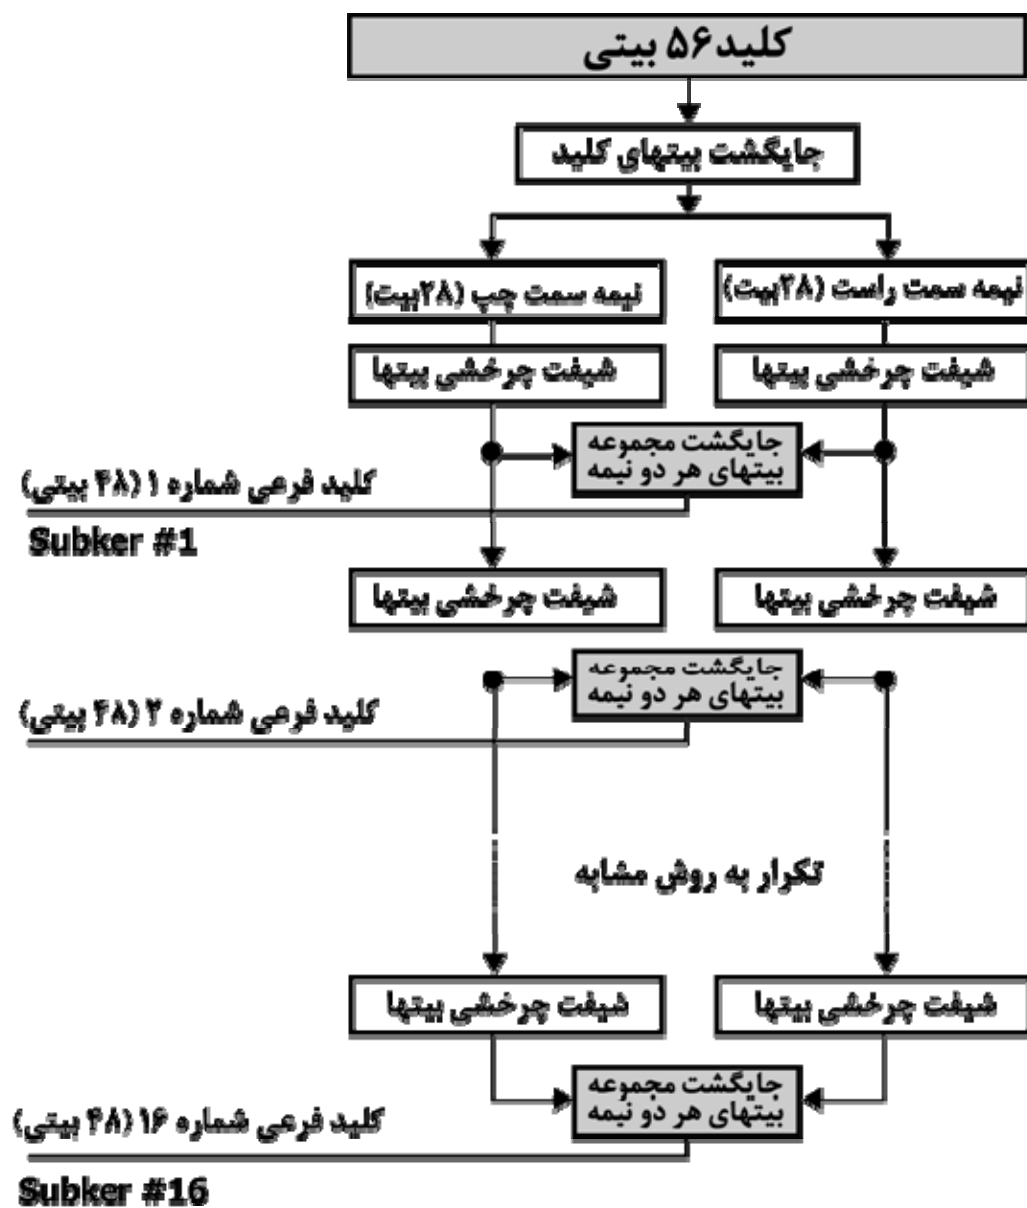 کلید ۵۶ بیتی
جایگشت بیتهای کلید
نیمه سمت راست (۲۸بیت)
نیمه سمت چپ (۲۸بیت)
شیفت چرخشی بیتها
شیفت چرخشی بیتها
جایگشت مجموعه
بیتهای هر دو نیمه
کلید فرعی شماره ۱ (۴۸ بیتی)
Subker #1
شیفت چرخشی بیتها
شیفت چرخشی بیتها
جایگشت مجموعه
بیتهای هر دو نیمه
کلید فرعی شماره ۲ (۴۸ بیتی)
تکرار به روش مشابه
شیفت چرخشی بیتها
شیفت چرخشی بیتها
جایگشت مجموعه
بیتهای هر دو نیمه
کلید فرعی شماره ۱۶ (۴۸ بیتی)
Subker #16